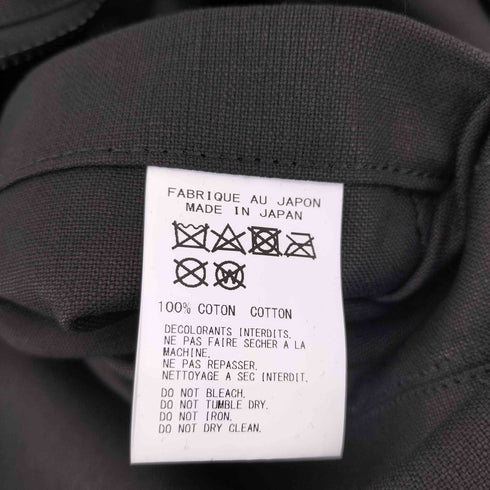 FABRIQUE AU JAPON
MADE IN JAPAN
W
100% COTON COTTON
DECOLORANTS INTERDITS.
NE PAS FAIRE SECHER A LA
MACHINE.
NE PAS REPASSER.
NETTOYAGE A SEC INTERDIT.
DO NOT BLEACH.
DO NOT TUMBLE DRY.
DO NOT IRON.
DO NOT DRY CLEAN.